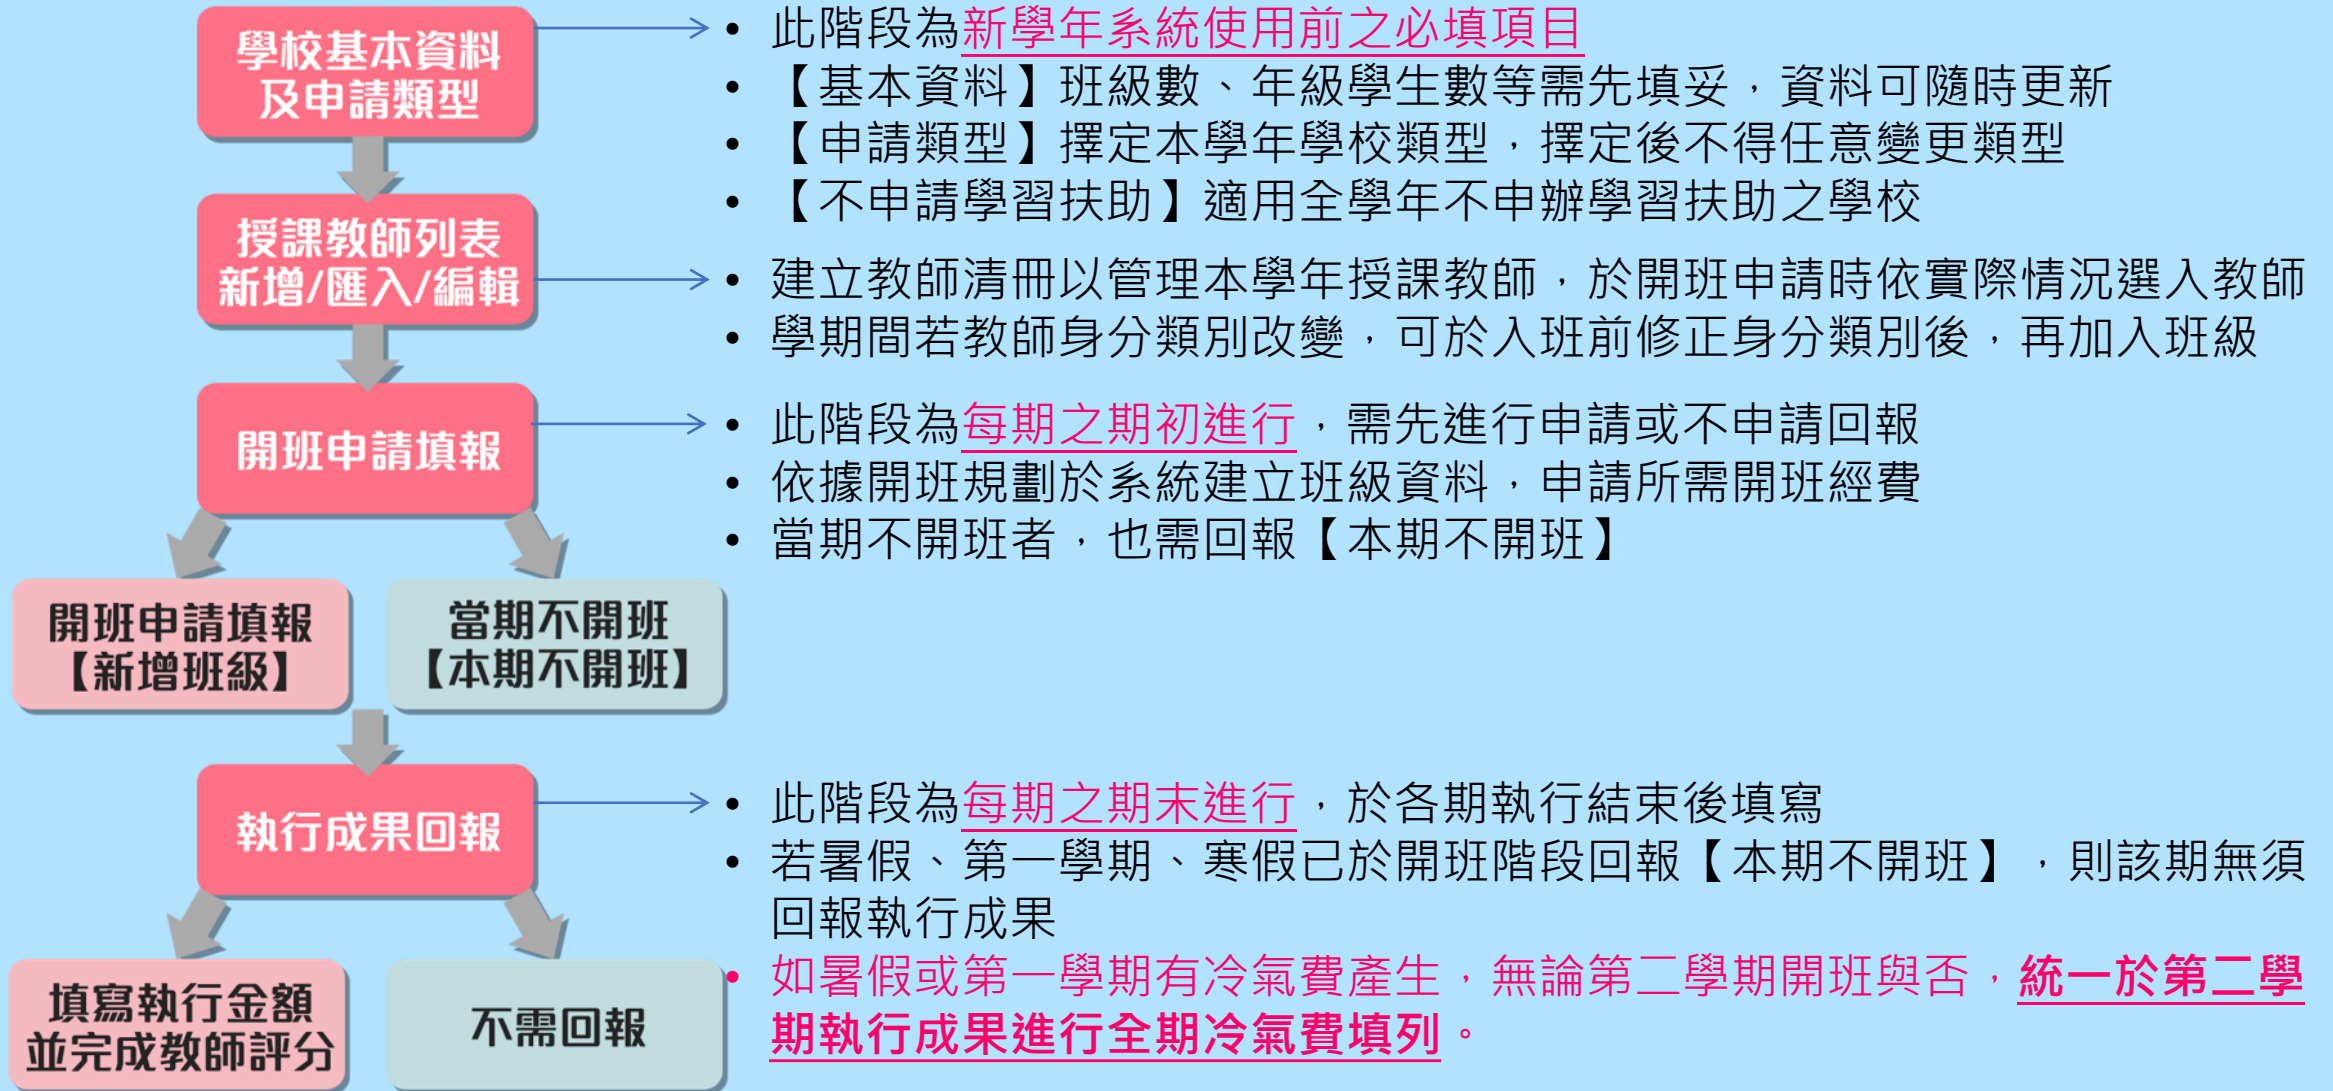 學校基本資料
及申請類型
• 此階段為新學年系統使用前之必填項目
• 【基本資料】班級數、年級學生數等需先填妥，資料可隨時更新
• 【申請類型】擇定本學年學校類型，擇定後不得任意變更類型
• 【不申請學習扶助】適用全學年不申辦學習扶助之學校
授課教師列表
新增/匯入/編輯
• 建立教師清冊以管理本學年授課教師，於開班申請時依實際情況選入教師
• 學期間若教師身分類別改變，可於入班前修正身分類別後，再加入班級
開班申請填報
• 此階段為每期之期初進行，需先進行申請或不申請回報
• 依據開班規劃於系統建立班級資料，申請所需開班經費
• 當期不開班者，也需回報【本期不開班】
開班申請填報
【新增班級】
當期不開班
【本期不開班】
執行成果回報
• 此階段為每期之期末進行，於各期執行結束後填寫
• 若暑假、第一學期、寒假已於開班階段回報【本期不開班】，則該期無須
回報執行成果
• 如暑假或第一學期有冷氣費產生，無論第二學期開班與否，統一於第二學
期執行成果進行全期冷氣費填列。
填寫執行金額
並完成教師評分
不需回報